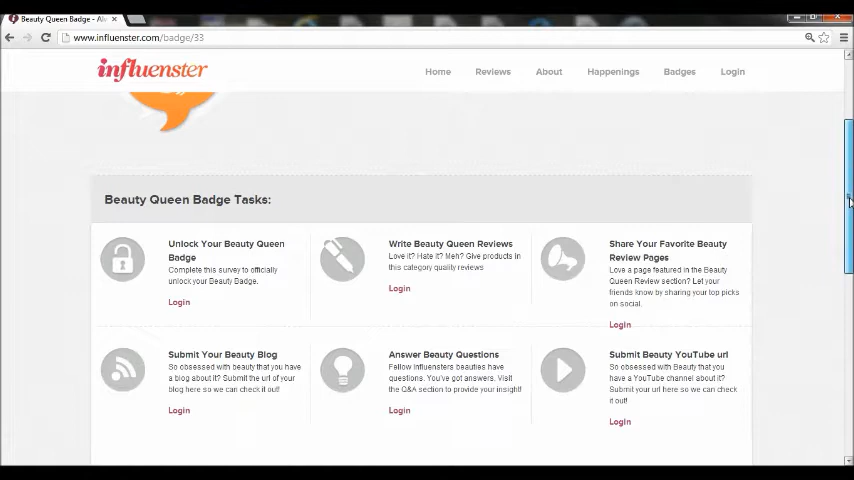 Beauty Queen Badge - Alv
www.influenster.com/badge/33
influenster
Home Reviews About Happenings Badges Login
Beauty Queen Badge Tasks:
Unlock Your Beauty Queen
Badge
Complete this survey to officially
unlock your Beauty Badge.
Login
Write Beauty Queen Reviews
Love it? Hate it? Meh? Give products in
this category quality reviews
Login
Share Your Favorite Beauty
Review Pages
Love a page featured in the Beauty
Queen Review section? Let your
friends know by sharing your top picks
on social.
Login
Submit Your Beauty Blog
So obsessed with beauty that you have
a blog about it? Submit the url of your
blog here so we can check it out!
Login
Answer Beauty Questions
Fellow Influensters beauties have
questions. You've got answers. Visit
the Q&A section to provide your insight!
Login
Submit Beauty YouTube url
So obsessed with Beauty that you
have a YouTube channel about it?
Submit your url here so we can check
it out!
Login